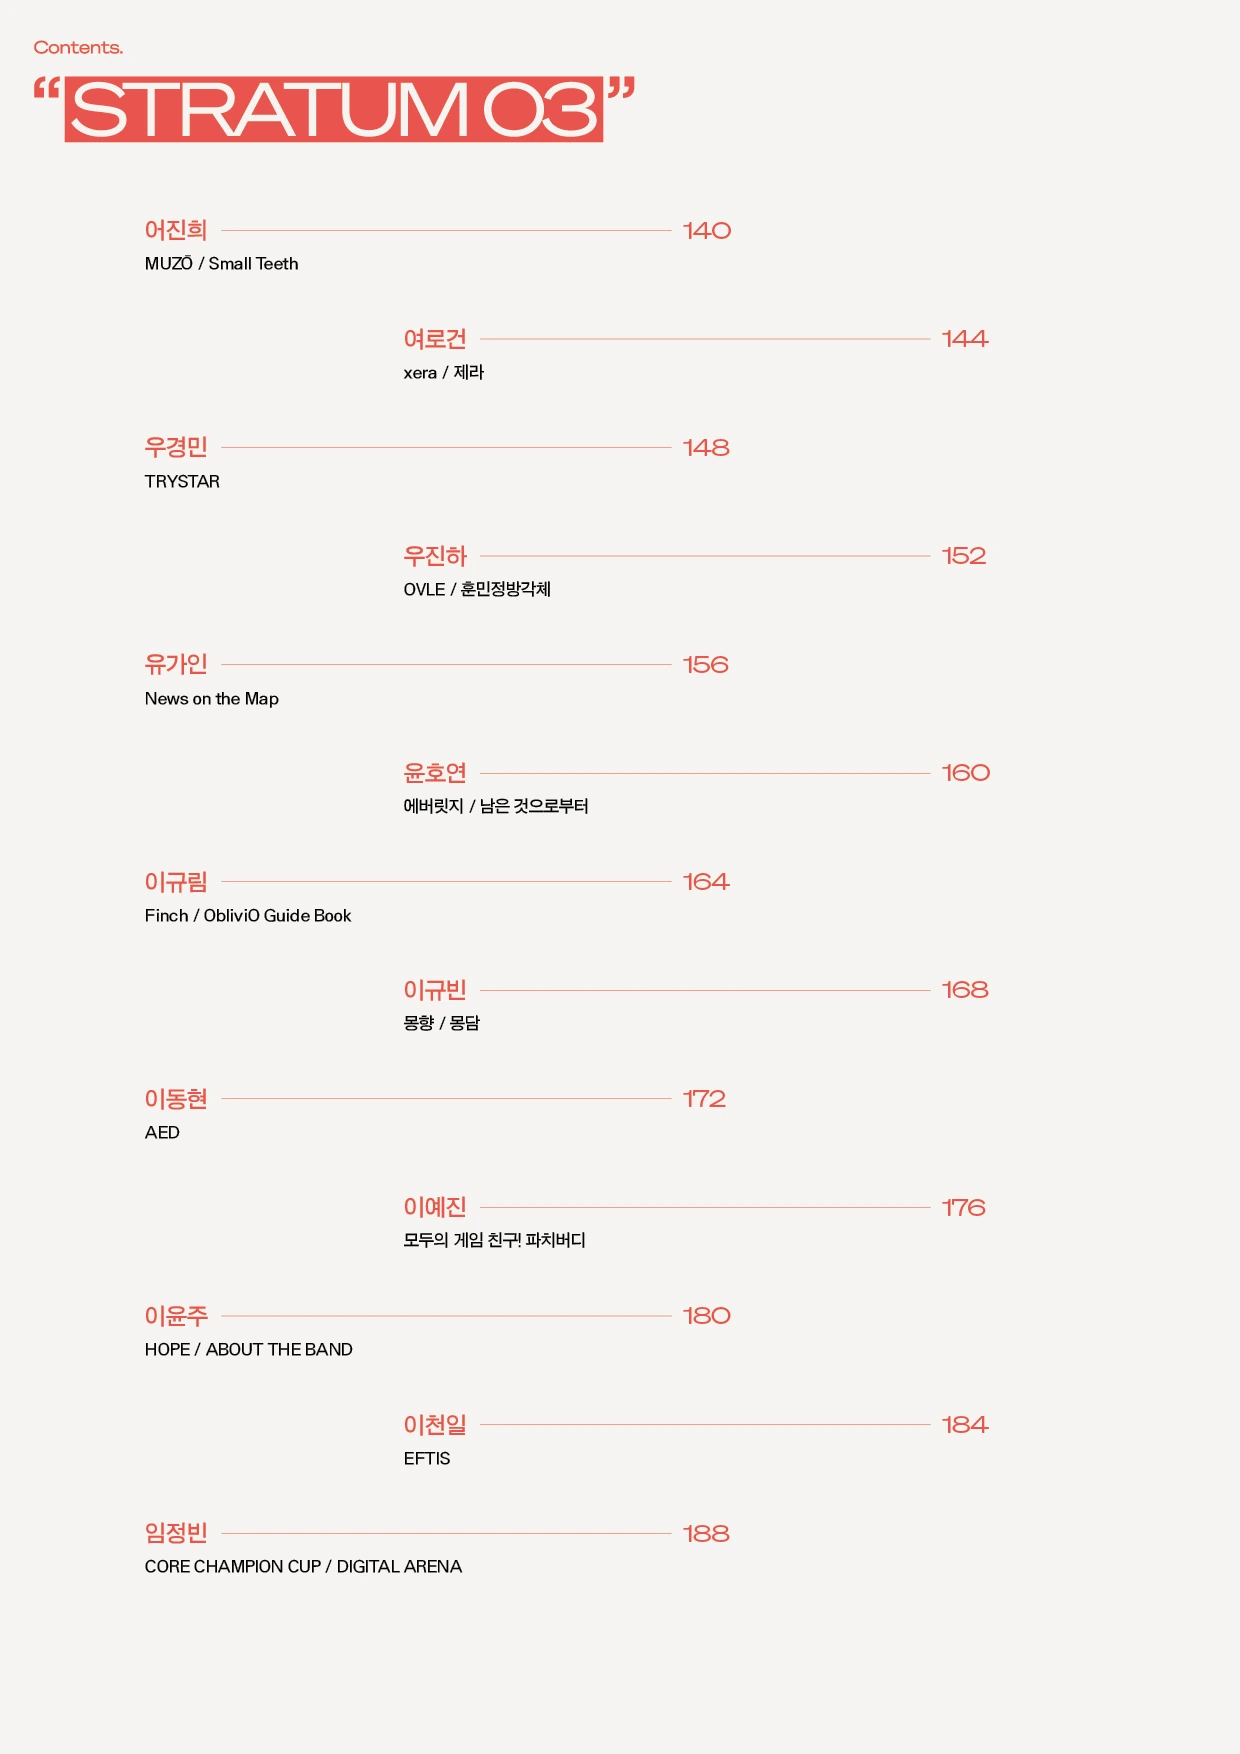 Contents.
“STRATUM 03”
어진희 140
MUZŌ / Small Teeth
여로건 144
xera / 제라
우경민 148
TRYSTAR
우진하 152
OVLE / 훈민정방각체
유가인 156
News on the Map
윤호연 160
에버릿지 / 남은 것으로부터
이규림 164
Finch / ObliviO Guide Book
이규빈 168
몽향 / 몽담
이동현 172
AED
이예진 176
모두의 게임 친구! 파치버디
이윤주 180
HOPE / ABOUT THE BAND
이천일 184
EFTIS
임정빈 188
CORE CHAMPION CUP / DIGITAL ARENA